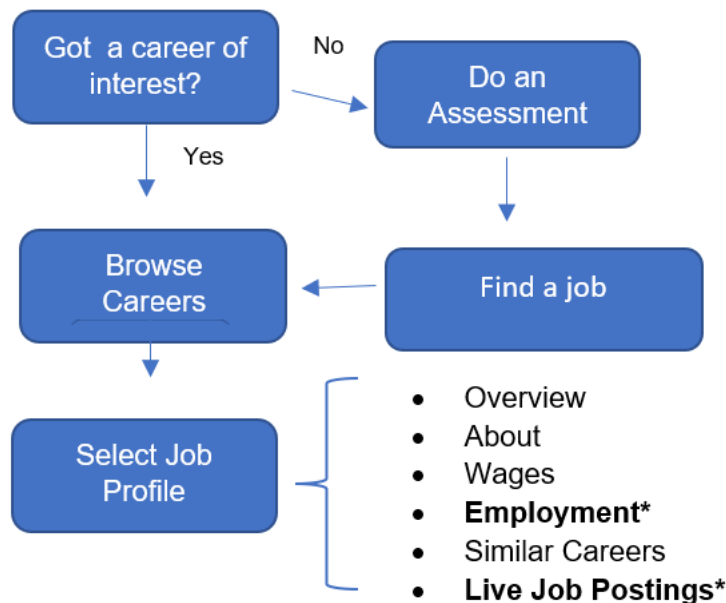 Got a career of
interest?
No
Do an
Assessment
Yes
Browse
Careers
Find a job
Select Job
Profile
• Overview
• About
• Wages
• Employment*
• Similar Careers
• Live Job Postings*